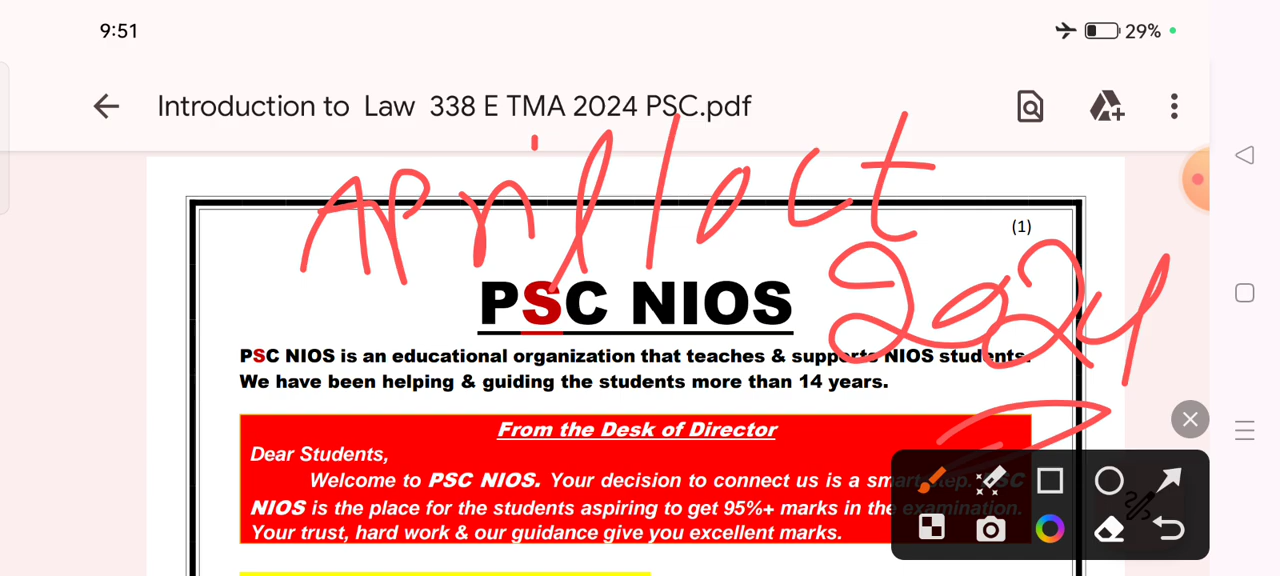 9:51
29%
Introduction to Law 338 E TMA 2024 PSC.pdf
April/oct
2024
(1)
PSC NIOS
PSC NIOS is an educational organization that teaches & supports NIOS students.
We have been helping & guiding the students more than 14 years.
From the Desk of Director
Dear Students,
Welcome to PSC NIOS. Your decision to connect us is a smart step. PSC
NIOS is the place for the students aspiring to get 95%+ marks in the examination.
Your trust, hard work & our guidance give you excellent marks.